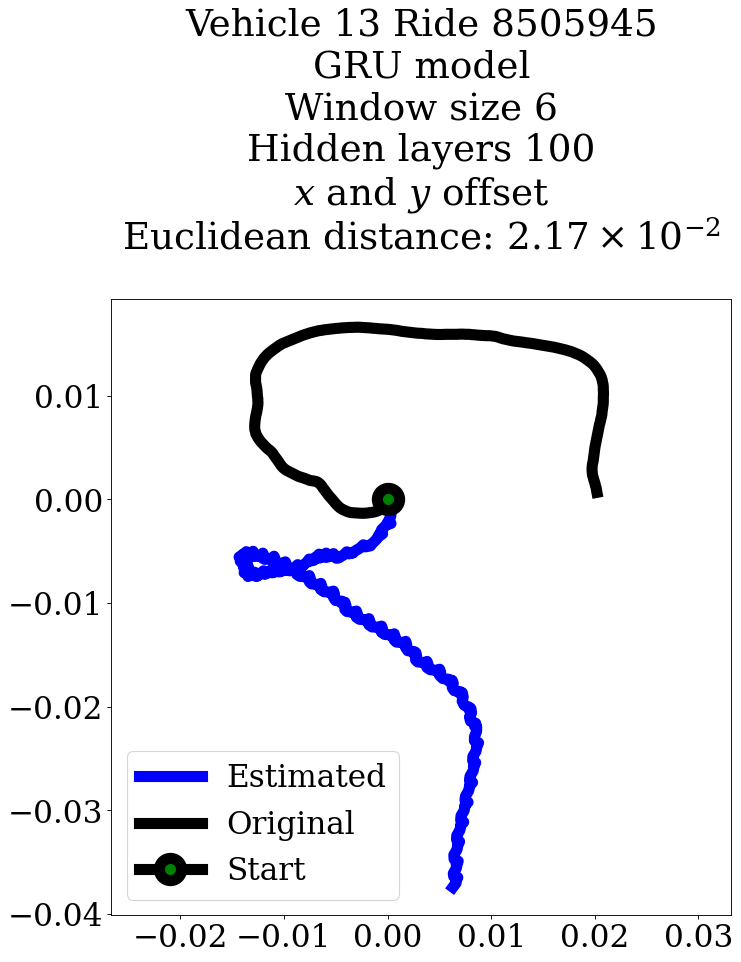 Vehicle 13 Ride 8505945
GRU model
Window size 6
Hidden layers 100
x and y offset
Euclidean distance: 2.17 × 10⁻²
0.01
0.00
−0.01
−0.02
−0.03
−0.04
Estimated
Original
Start
−0.02 −0.01 0.00 0.01 0.02 0.03